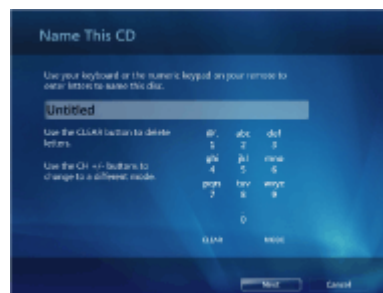 Name This CD
Use your keyboard or the numeric keypad on your remote to
enter letters to name this disc.
Untitled
Use the CLEAR button to delete
letters.
Use the CH +/- buttons to
change to a different mode.
abc def
1 2 3
ghi jkl mno
4 5 6
pqrs tuv wxyz
7 8 9
0
CLEAR MODE
Next Cancel